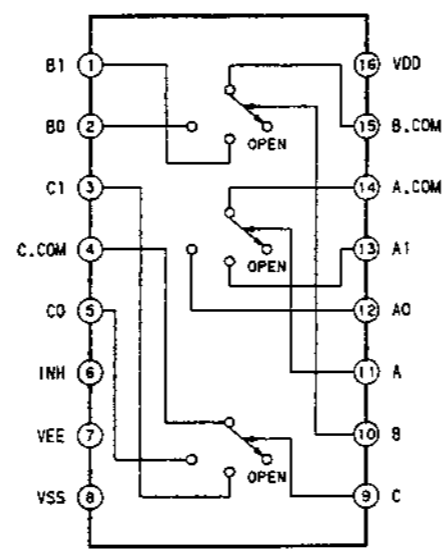 B1 1
B0 2
C1 3
C.COM 4
C0 5
INH 6
VEE 7
VSS 8
16 VDD
15 B.COM
14 A.COM
13 A1
12 A0
11 A
10 B
9 C
OPEN
OPEN
OPEN